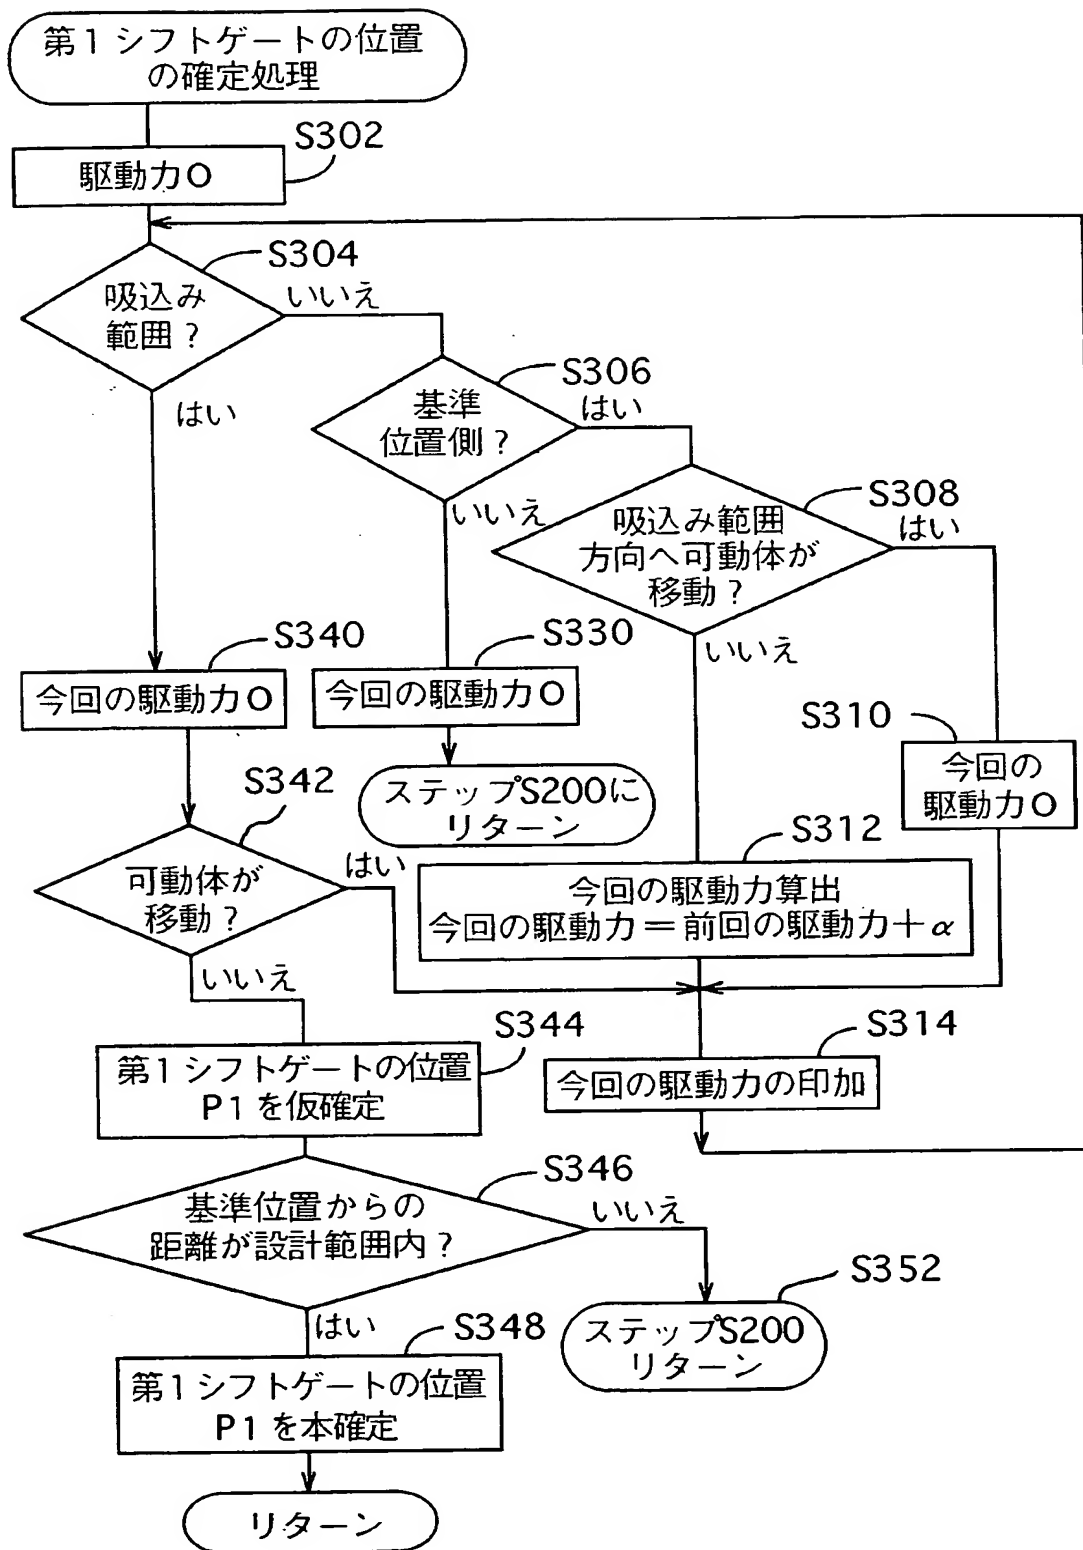 第1シフトゲートの位置
の確定処理
S302
駆動力0
S304
吸込み
範囲?
いいえ
はい
S306
基準
位置側?
はい
いいえ
S308
吸込み範囲
方向へ可動体が
移動?
はい
いいえ
S340
今回の駆動力0
S330
今回の駆動力0
ステップS200に
リターン
S310
今回の
駆動力0
S342
可動体が
移動?
はい
いいえ
S312
今回の駆動力算出
今回の駆動力=前回の駆動力+α
S314
今回の駆動力の印加
S344
第1シフトゲートの位置
P1を仮確定
S346
基準位置からの
距離が設計範囲内?
いいえ
はい
S352
ステップS200
リターン
S348
第1シフトゲートの位置
P1を本確定
リターン